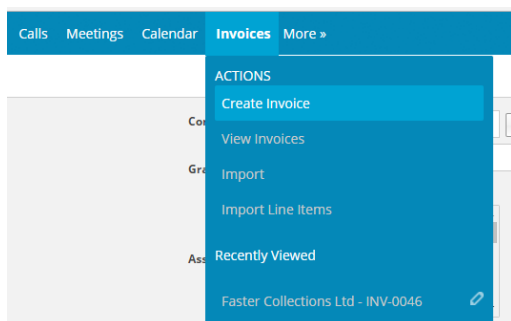 Calls Meetings Calendar Invoices More »
ACTIONS
Create Invoice
View Invoices
Import
Import Line Items
Recently Viewed
Faster Collections Ltd - INV-0046